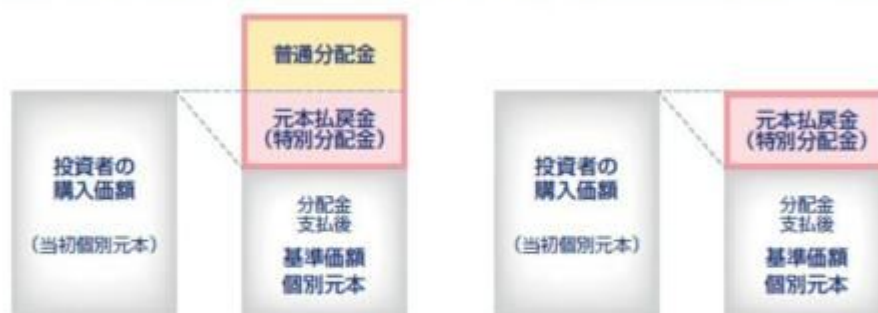 普通分配金
元本払戻金
（特別分配金）
投資者の
購入価額
（当初個別元本）
分配金
支払後
基準価額
個別元本
元本払戻金
（特別分配金）
投資者の
購入価額
（当初個別元本）
分配金
支払後
基準価額
個別元本